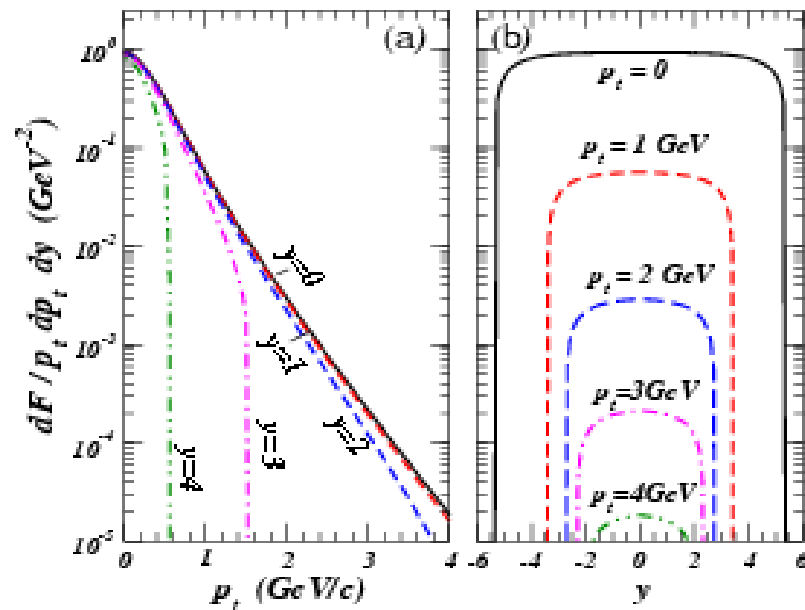 (a)
(b)
10^0
10^-1
10^-2
10^-3
10^-4
10^-5
dF / p_t dp_t dy (GeV^-2)
y=0
y=1
y=2
y=3
y=4
0 1 2 3 4
p_t (GeV/c)
p_t = 0
p_t = 1 GeV
p_t = 2 GeV
p_t=3GeV
p_t=4GeV
-6 -4 -2 0 2 4 6
y